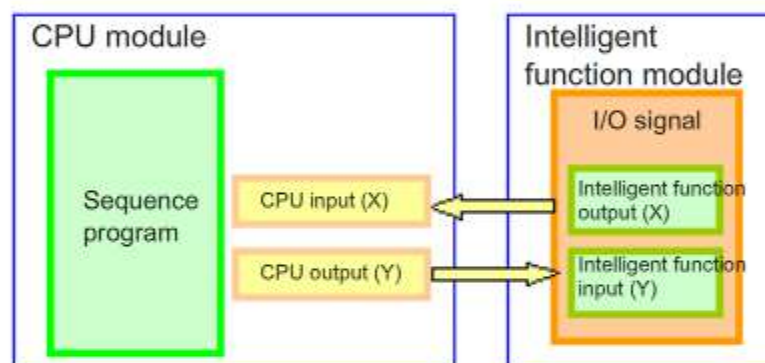 CPU module
Sequence
program
CPU input (X)
CPU output (Y)
Intelligent
function module
I/O signal
Intelligent function
output (X)
Intelligent function
input (Y)